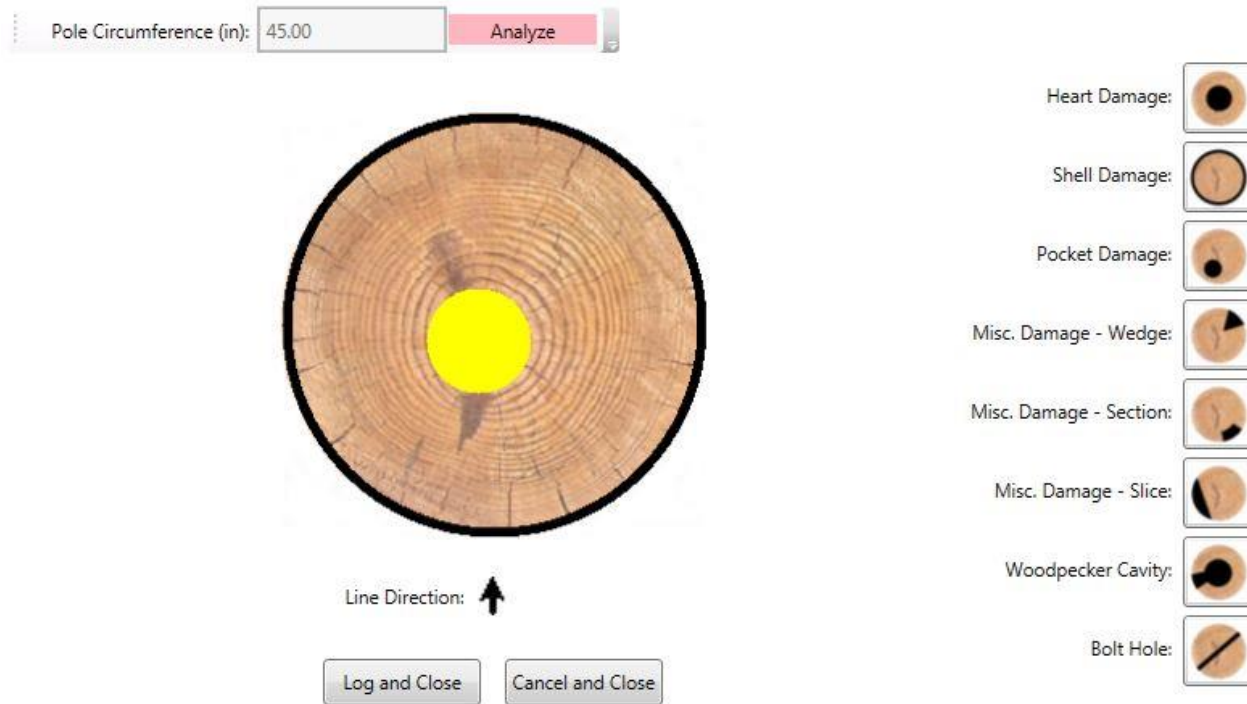 Pole Circumference (in): 45.00 Analyze
Heart Damage:
Shell Damage:
Pocket Damage:
Misc. Damage - Wedge:
Misc. Damage - Section:
Misc. Damage - Slice:
Woodpecker Cavity:
Bolt Hole:
Line Direction:
Log and Close
Cancel and Close